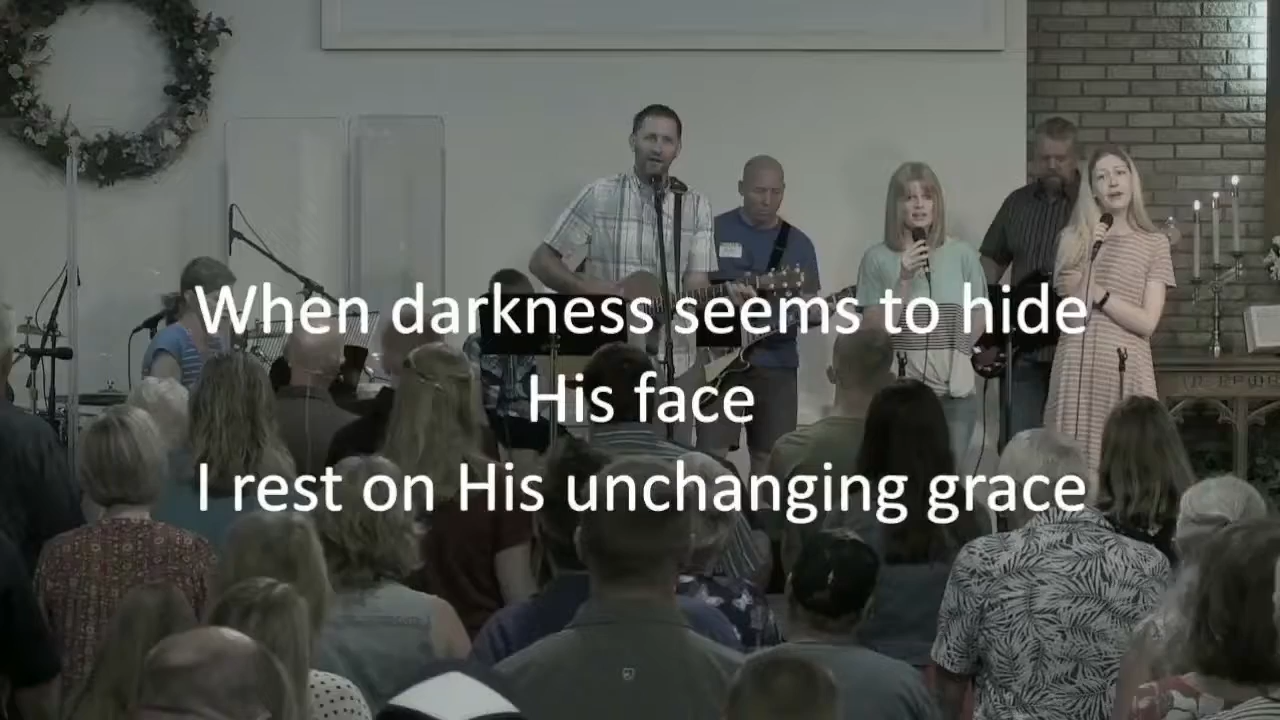 When darkness seems to hide
His face
I rest on His unchanging grace